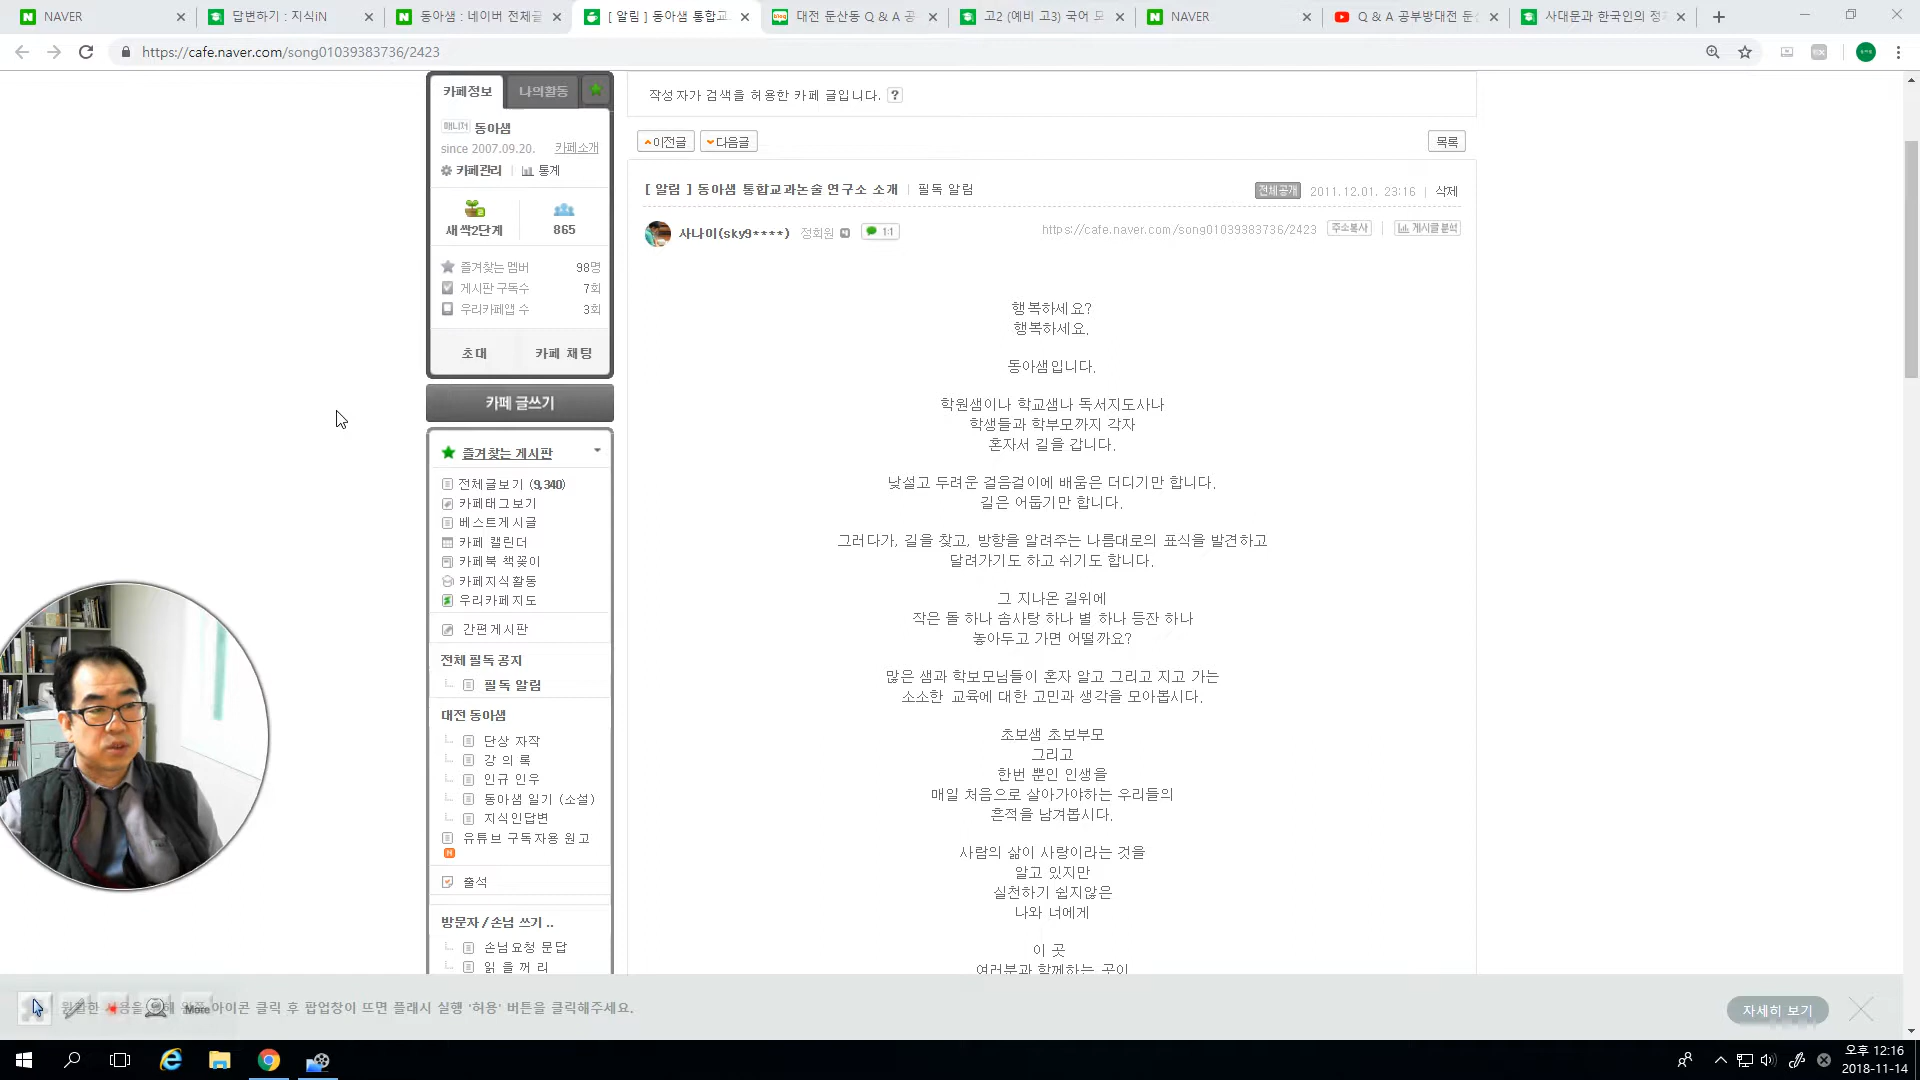 NAVER
답변하기 : 지식iN
동아샘 : 네이버 전체글
[ 알림 ] 동아샘 통합교
대전 둔산동 Q & A 공
고2 (예비 고3) 국어 모
NAVER
Q & A 공부방대전 둔
사대문과 한국인의 정
https://cafe.naver.com/song01039383736/2423
카페정보
나의활동
매니저 동아샘
since 2007.09.20.
카페소개
카페관리
통계
새싹2단계
865
즐겨찾는 멤버 98명
게시판 구독수 7회
우리카페앱 수 3회
초대
카페 채팅
카페 글쓰기
즐겨찾는 게시판
전체글보기 (9,340)
카페태그보기
베스트게시글
카페 캘린더
카페북 책꽂이
카페지식활동
우리카페지도
간편게시판
전체 필독 공지
필독 알림
대전 동아샘
단상 자작
강 의 록
인규 인우
동아샘 일기 (소설)
지식인답변
유튜브 구독자용 원고
N
출석
방문자 / 손님 쓰기 ..
손님요청 문답
읽 을 꺼 리
작성자가 검색을 허용한 카페 글입니다. ?
이전글
다음글
목록
[ 알림 ] 동아샘 통합교과논술 연구소 소개 | 필독 알림
전체공개 2011.12.01. 23:16 | 삭제
사나이(sky9****) 정회원 1:1
https://cafe.naver.com/song01039383736/2423 주소복사 | 게시글 분석
행복하세요?
행복하세요.
동아샘입니다.
학원샘이나 학교샘나 독서지도사나
학생들과 학부모까지 각자
혼자서 길을 갑니다.
낯설고 두려운 걸음걸이에 배움은 더디기만 합니다.
길은 어둡기만 합니다.
그러다가, 길을 찾고, 방향을 알려주는 나름대로의 표식을 발견하고
달려가기도 하고 쉬기도 합니다.
그 지나온 길위에
작은 돌 하나 솜사탕 하나 별 하나 등잔 하나
놓아두고 가면 어떨까요?
많은 샘과 학보모님들이 혼자 알고 그리고 지고 가는
소소한 교육에 대한 고민과 생각을 모아봅시다.
초보샘 초보부모
그리고
한번 뿐인 인생을
매일 처음으로 살아가야하는 우리들의
흔적을 남겨봅시다.
사람의 삶이 사랑이라는 것을
알고 있지만
실천하기 쉽지않은
나와 너에게
이 곳
여러분과 함께하는 곳이
아이콘 클릭 후 팝업창이 뜨면 플래시 실행 '허용' 버튼을 클릭해주세요.
More
자세히 보기
오후 12:16
2018-11-14